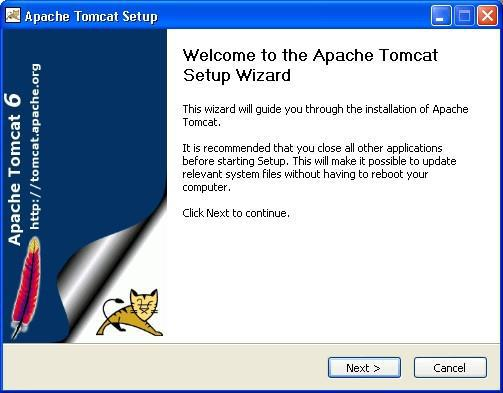 Apache Tomcat Setup
Apache Tomcat 6
http://tomcat.apache.org
Welcome to the Apache Tomcat
Setup Wizard
This wizard will guide you through the installation of Apache
Tomcat.
It is recommended that you close all other applications
before starting Setup. This will make it possible to update
relevant system files without having to reboot your
computer.
Click Next to continue.
Next >
Cancel